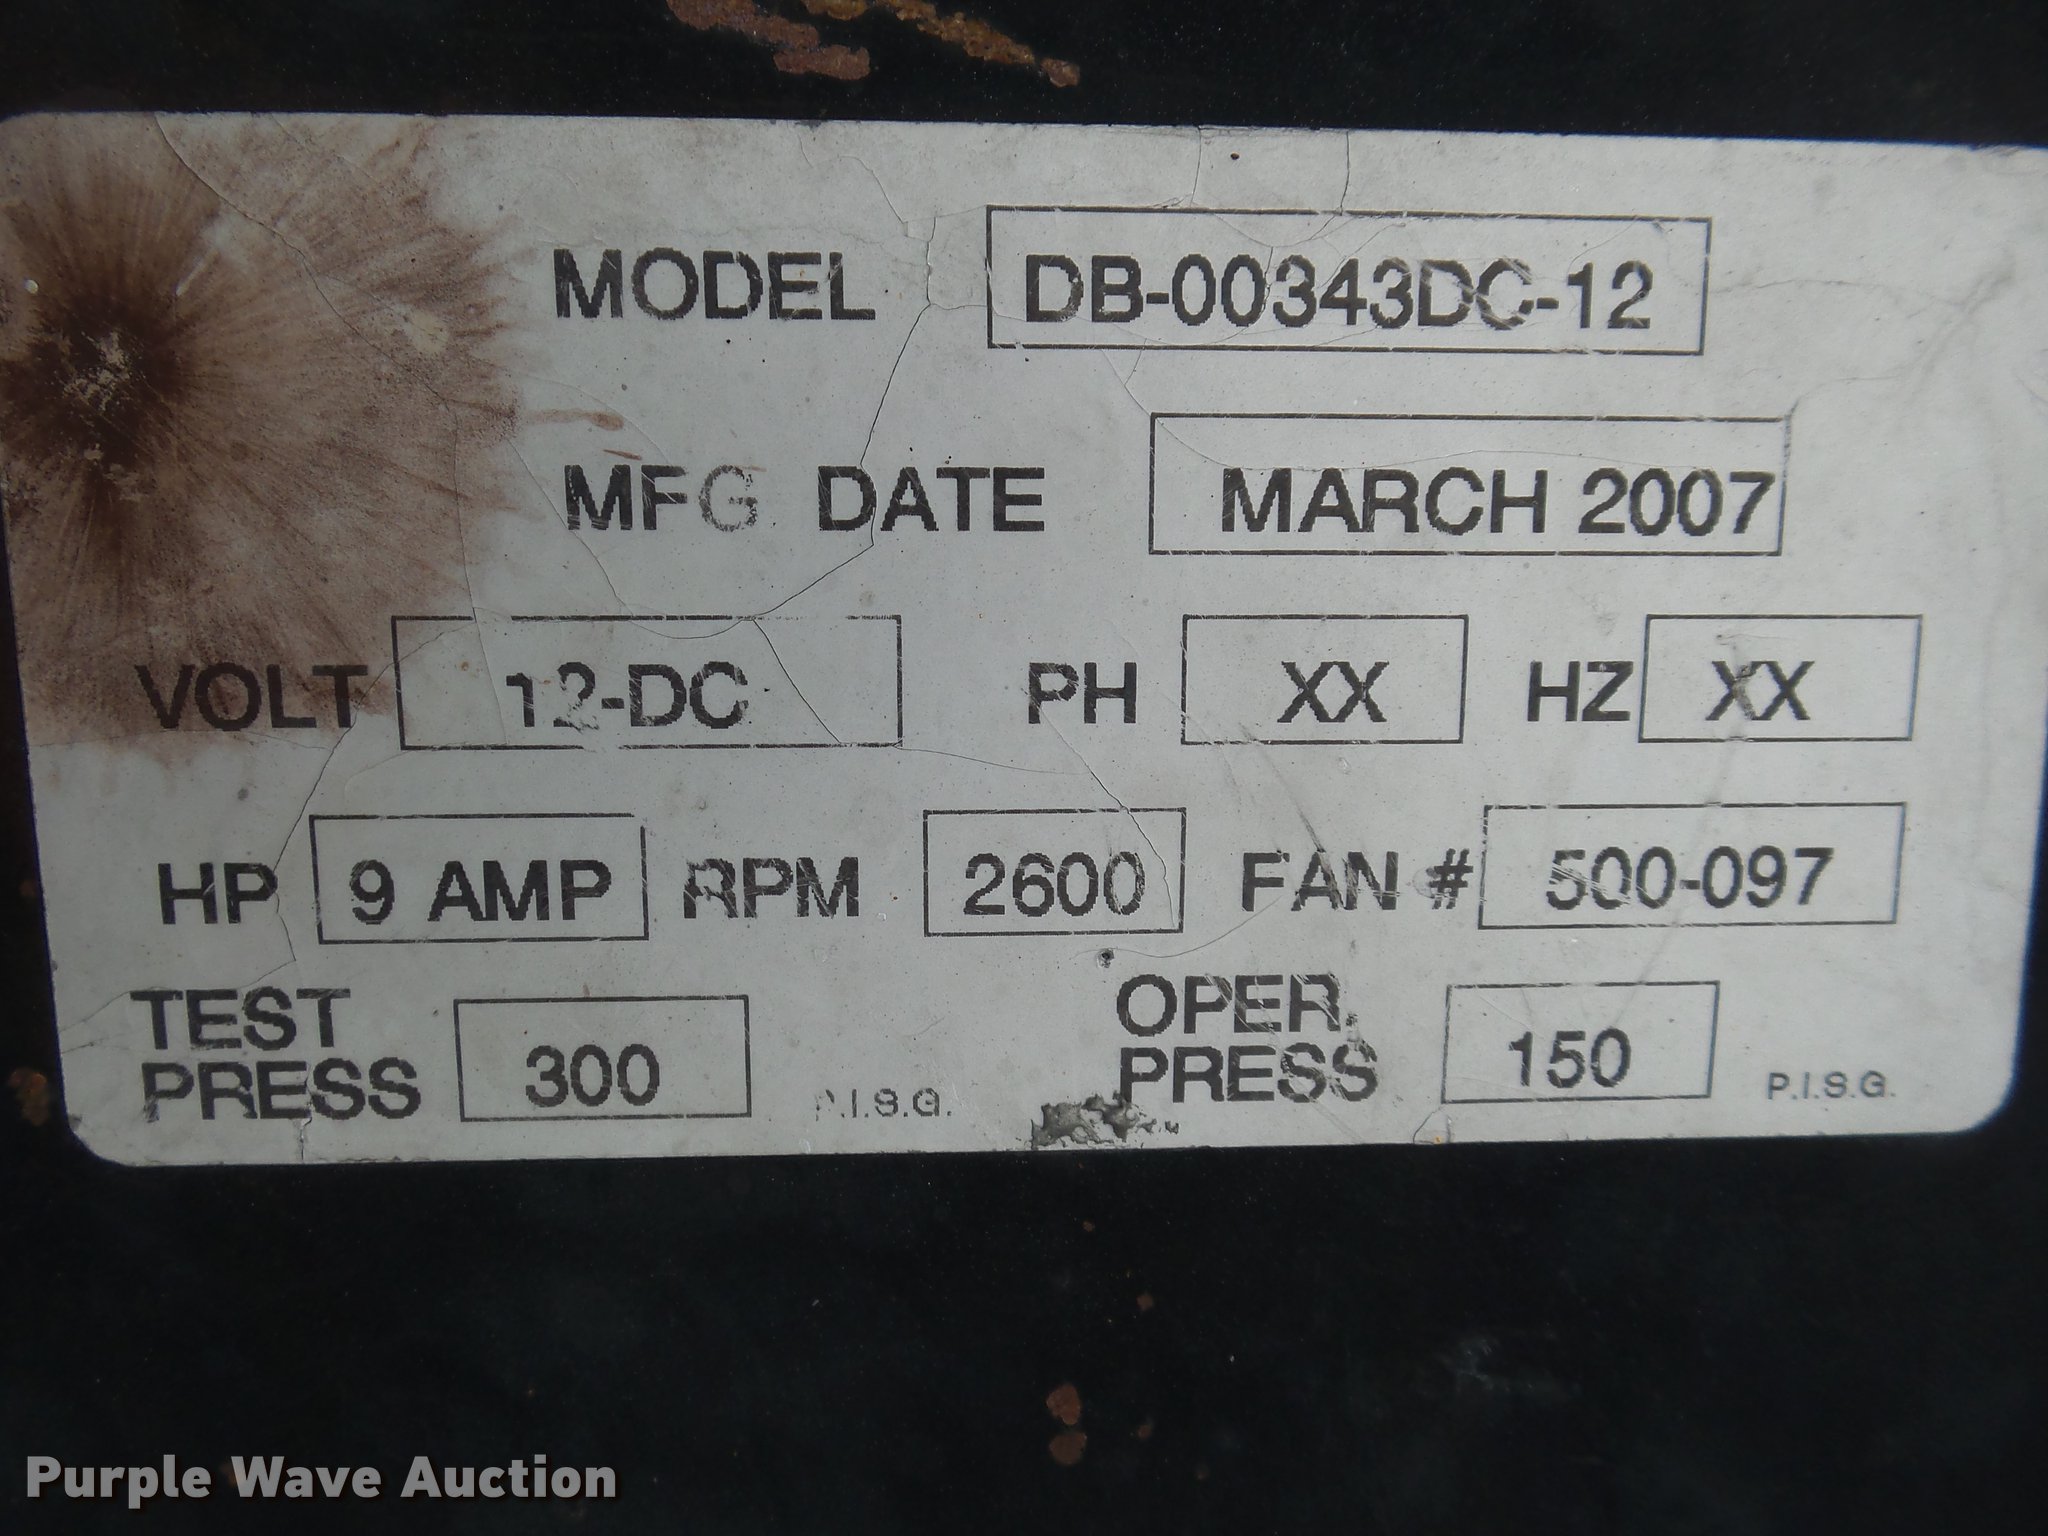 MODEL DB-00343DC-12
MFG DATE MARCH 2007
VOLT 12-DC PH XX HZ XX
HP 9 AMP RPM 2600 FAN # 500-097
TEST PRESS 300 P.I.S.G. OPER. PRESS 150 P.I.S.G.
Purple Wave Auction